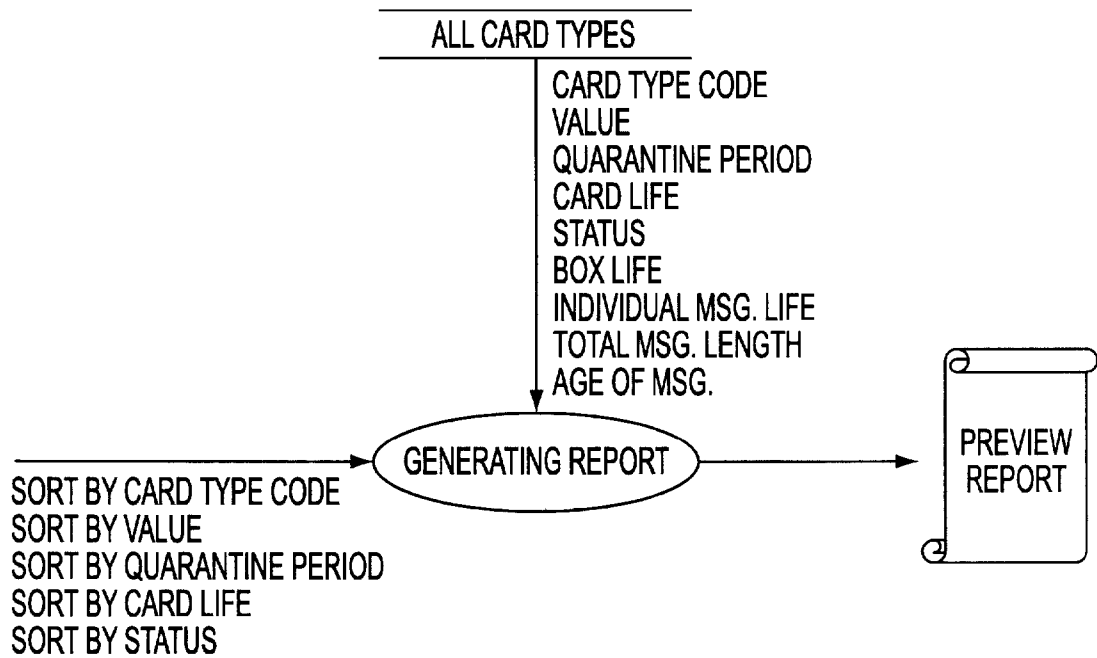 ALL CARD TYPES
CARD TYPE CODE
VALUE
QUARANTINE PERIOD
CARD LIFE
STATUS
BOX LIFE
INDIVIDUAL MSG. LIFE
TOTAL MSG. LENGTH
AGE OF MSG.
GENERATING REPORT
PREVIEW
REPORT
SORT BY CARD TYPE CODE
SORT BY VALUE
SORT BY QUARANTINE PERIOD
SORT BY CARD LIFE
SORT BY STATUS